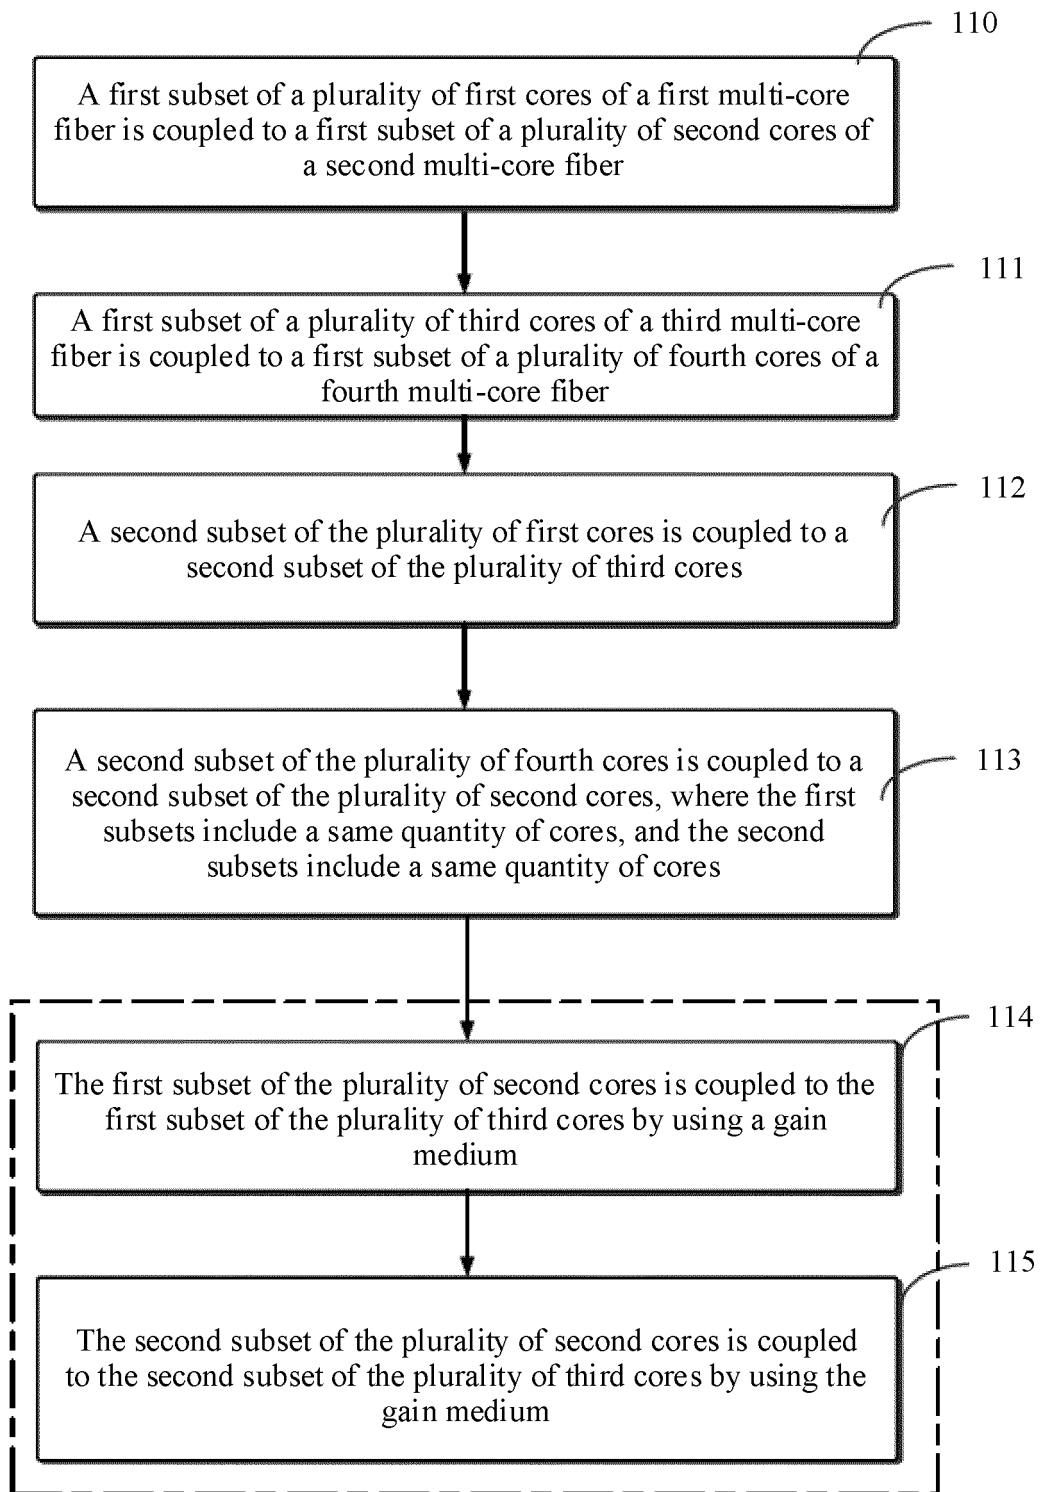 110
A first subset of a plurality of first cores of a first multi-core
fiber is coupled to a first subset of a plurality of second cores of
a second multi-core fiber
111
A first subset of a plurality of third cores of a third multi-core
fiber is coupled to a first subset of a plurality of fourth cores of a
fourth multi-core fiber
112
A second subset of the plurality of first cores is coupled to a
second subset of the plurality of third cores
113
A second subset of the plurality of fourth cores is coupled to a
second subset of the plurality of second cores, where the first
subsets include a same quantity of cores, and the second
subsets include a same quantity of cores
114
The first subset of the plurality of second cores is coupled to the
first subset of the plurality of third cores by using a gain
medium
115
The second subset of the plurality of second cores is coupled
to the second subset of the plurality of third cores by using the
gain medium